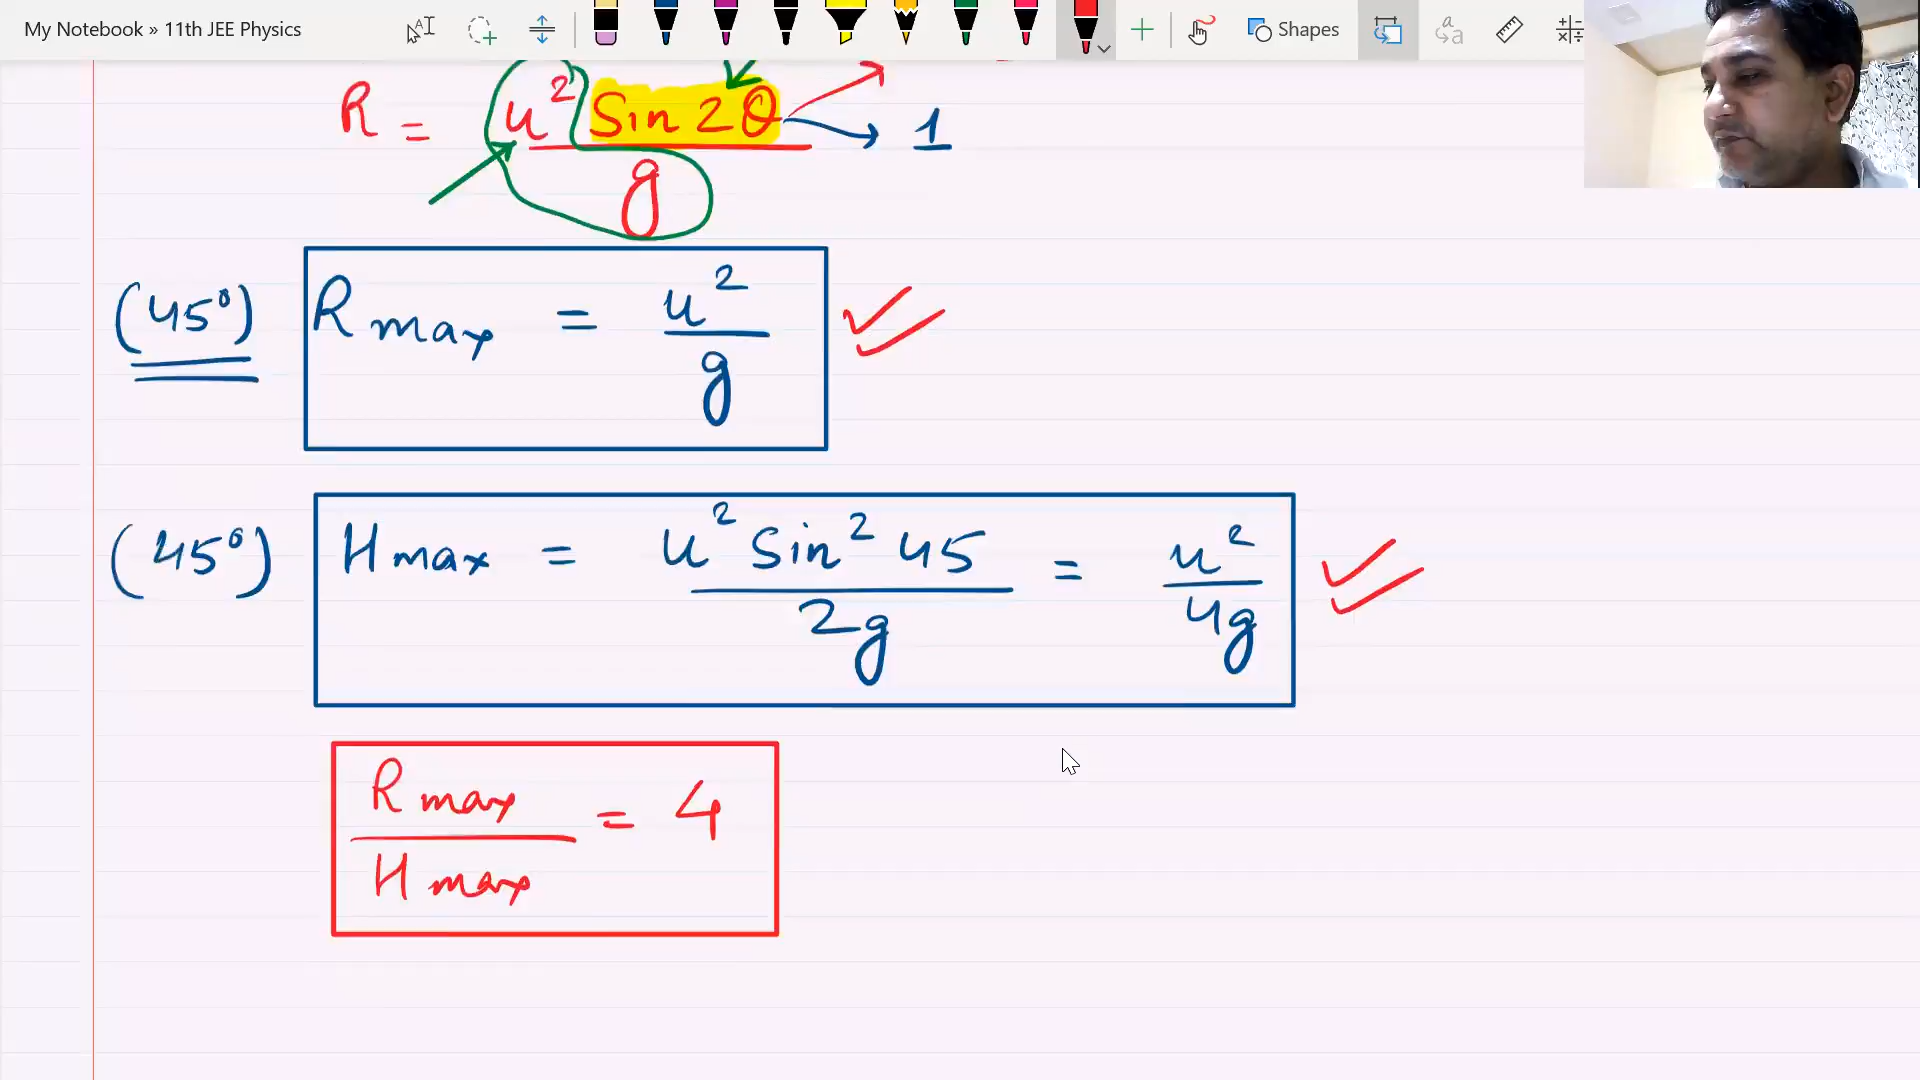 My Notebook » 11th JEE Physics
Shapes
R = u² Sin 2θ / g → 1
(45°) R max = u² / g
(45°) H max = u² Sin² 45 / 2g = u² / 4g
R max / H max = 4